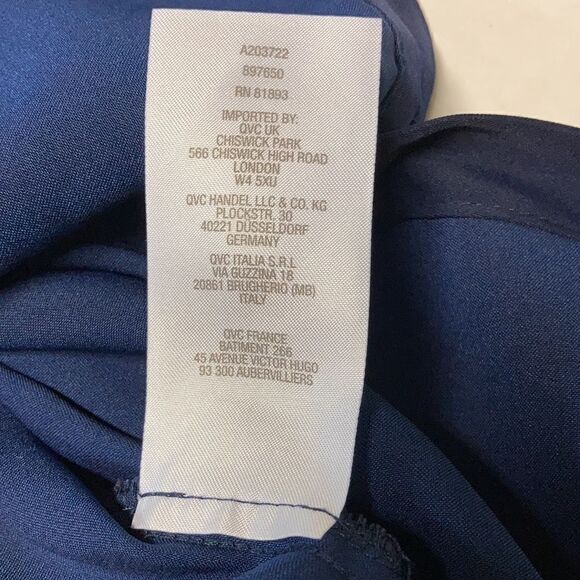 A203722
897650
RN 81893
IMPORTED BY:
QVC UK
CHISWICK PARK
566 CHISWICK HIGH ROAD
LONDON
W4 5XU
QVC HANDEL LLC & CO. KG
PLOCKSTR. 30
40221 DÜSSELDORF
GERMANY
QVC ITALIA S.R.L
VIA GUZZINA 18
20861 BRUGHERIO (MB)
ITALY
QVC FRANCE
BATIMENT 266
45 AVENUE VICTOR HUGO
93 300 AUBERVILLIERS